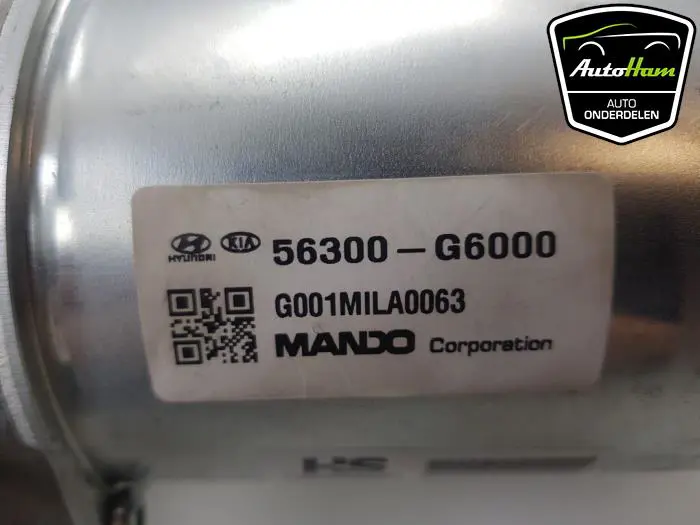 AutoHam
AUTO
ONDERDELEN
HYUNDAI
KIA
56300-G6000
G001MILA0063
MANDO Corporation